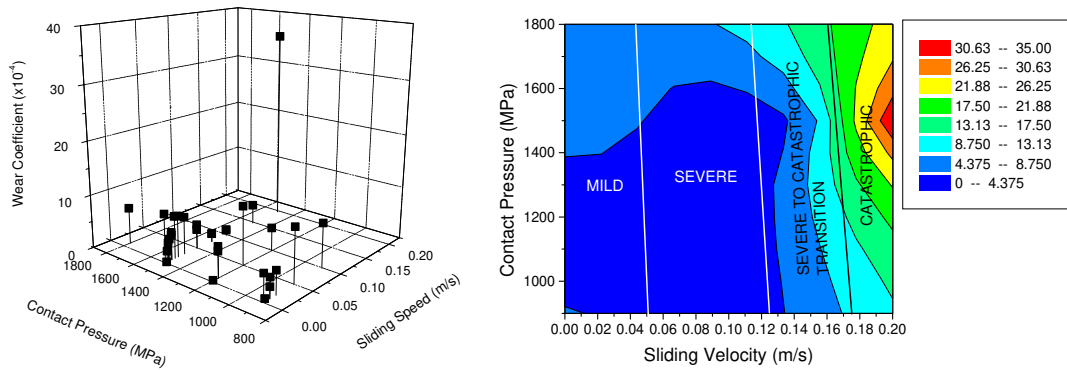 40
30
20
10
0
Wear Coefficient (x10-4)
1800
1600
1400
1200
1000
800
Contact Pressure (MPa)
0.00
0.05
0.10
0.15
0.20
Sliding Speed (m/s)
1800
1600
1400
1200
1000
Contact Pressure (MPa)
MILD
SEVERE
SEVERE TO CATASTROPHIC
TRANSITION
CATASTROPHIC
0.00 0.02 0.04 0.06 0.08 0.10 0.12 0.14 0.16 0.18 0.20
Sliding Velocity (m/s)
30.63 -- 35.00
26.25 -- 30.63
21.88 -- 26.25
17.50 -- 21.88
13.13 -- 17.50
8.750 -- 13.13
4.375 -- 8.750
0 -- 4.375